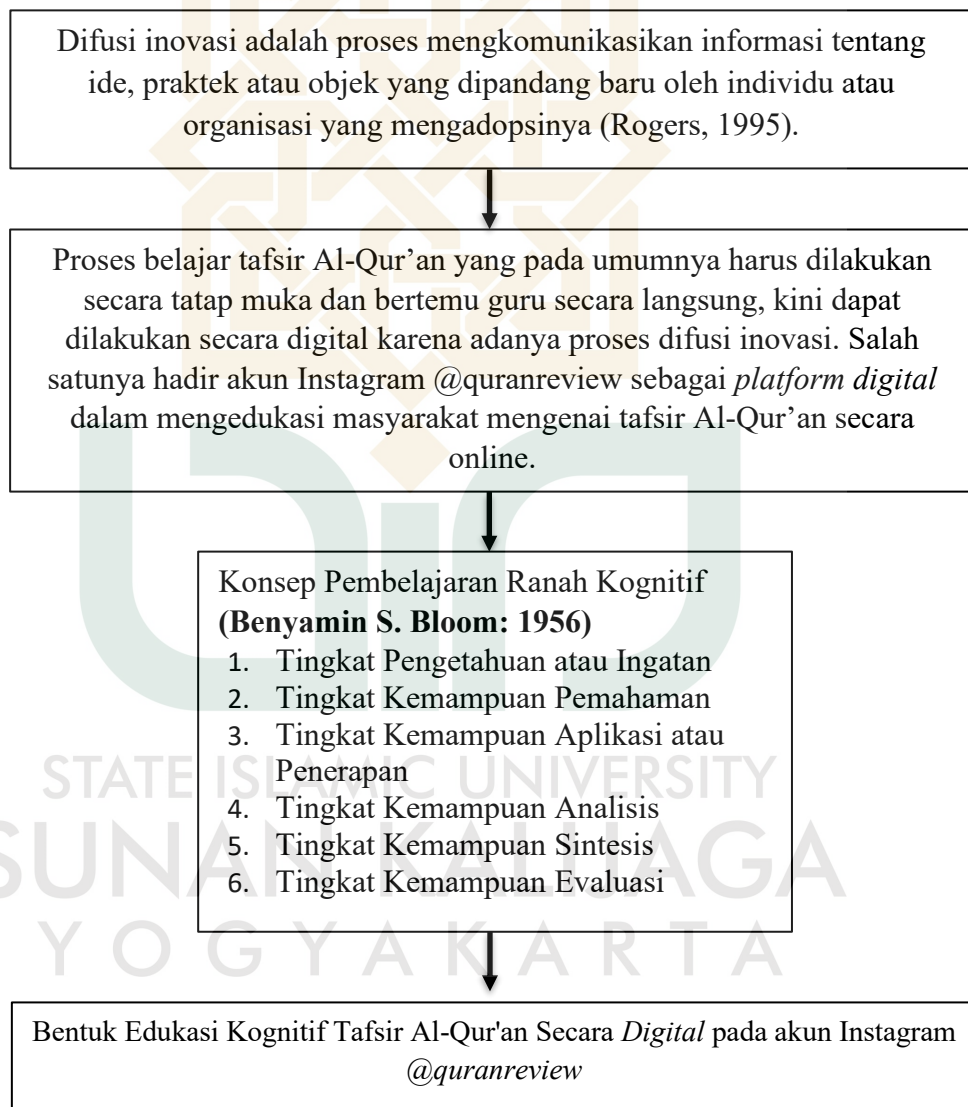 Difusi inovasi adalah proses mengkomunikasikan informasi tentang
ide, praktek atau objek yang dipandang baru oleh individu atau
organisasi yang mengadopsinya (Rogers, 1995).
Proses belajar tafsir Al-Qur’an yang pada umumnya harus dilakukan
secara tatap muka dan bertemu guru secara langsung, kini dapat
dilakukan secara digital karena adanya proses difusi inovasi. Salah
satunya hadir akun Instagram @quranreview sebagai platform digital
dalam mengedukasi masyarakat mengenai tafsir Al-Qur’an secara
online.
Konsep Pembelajaran Ranah Kognitif
(Benyamin S. Bloom: 1956)
1. Tingkat Pengetahuan atau Ingatan
2. Tingkat Kemampuan Pemahaman
3. Tingkat Kemampuan Aplikasi atau
Penerapan
4. Tingkat Kemampuan Analisis
5. Tingkat Kemampuan Sintesis
6. Tingkat Kemampuan Evaluasi
STATE ISLAMIC UNIVERSITY
SUNAN KALIJAGA
YOGYAKARTA
Bentuk Edukasi Kognitif Tafsir Al-Qur'an Secara Digital pada akun Instagram
@quranreview